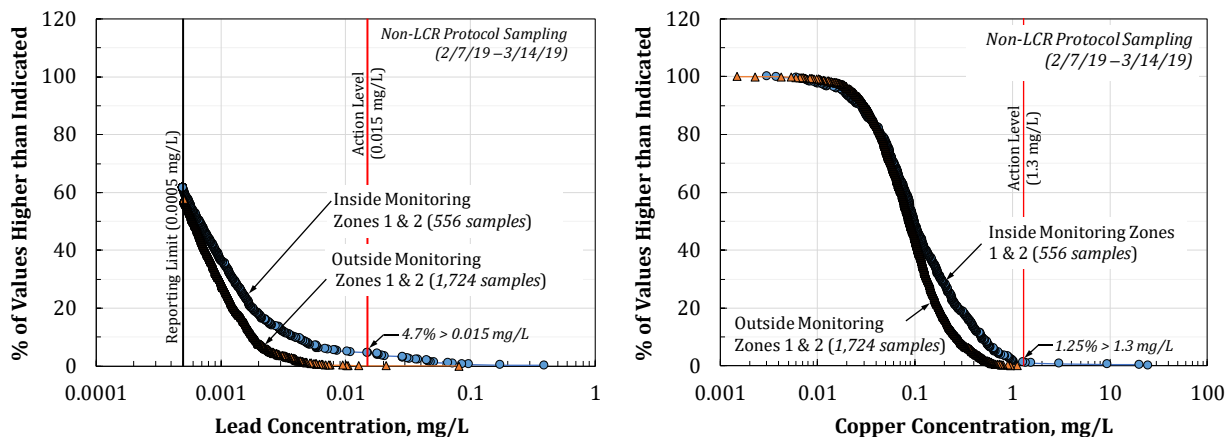 % of Values Higher than Indicated
120
100
80
60
40
20
0
0.0001
0.001
0.01
0.1
1
Lead Concentration, mg/L
Reporting Limit (0.0005 mg/L)
Action Level
(0.015 mg/L)
Non-LCR Protocol Sampling
(2/7/19 – 3/14/19)
Inside Monitoring
Zones 1 & 2 (556 samples)
Outside Monitoring
Zones 1 & 2 (1,724 samples)
4.7% > 0.015 mg/L
% of Values Higher than Indicated
120
100
80
60
40
20
0
0.001
0.01
0.1
1
10
100
Copper Concentration, mg/L
Non-LCR Protocol Sampling
(2/7/19 – 3/14/19)
Action Level
(1.3 mg/L)
Inside Monitoring Zones
1 & 2 (556 samples)
Outside Monitoring
Zones 1 & 2 (1,724 samples)
1.25% > 1.3 mg/L